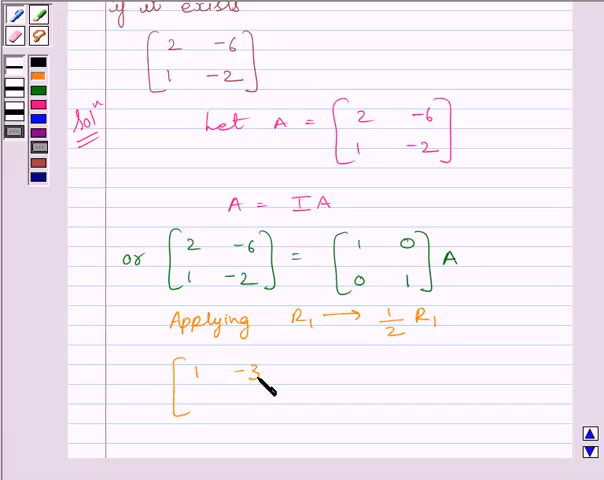 if it exists
[2 -6
1 -2]
Solⁿ Let A = [2 -6
1 -2]
A = IA
or [2 -6
1 -2] = [1 0
0 1] A
Applying R₁ → 1/2 R₁
[1 -3